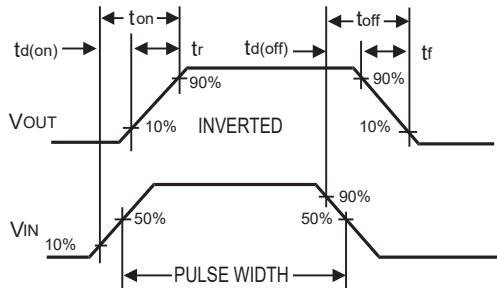 ton
toff
td(on)
tr
td(off)
tf
90%
90%
VOUT
10%
INVERTED
10%
VIN
90%
50%
50%
10%
PULSE WIDTH